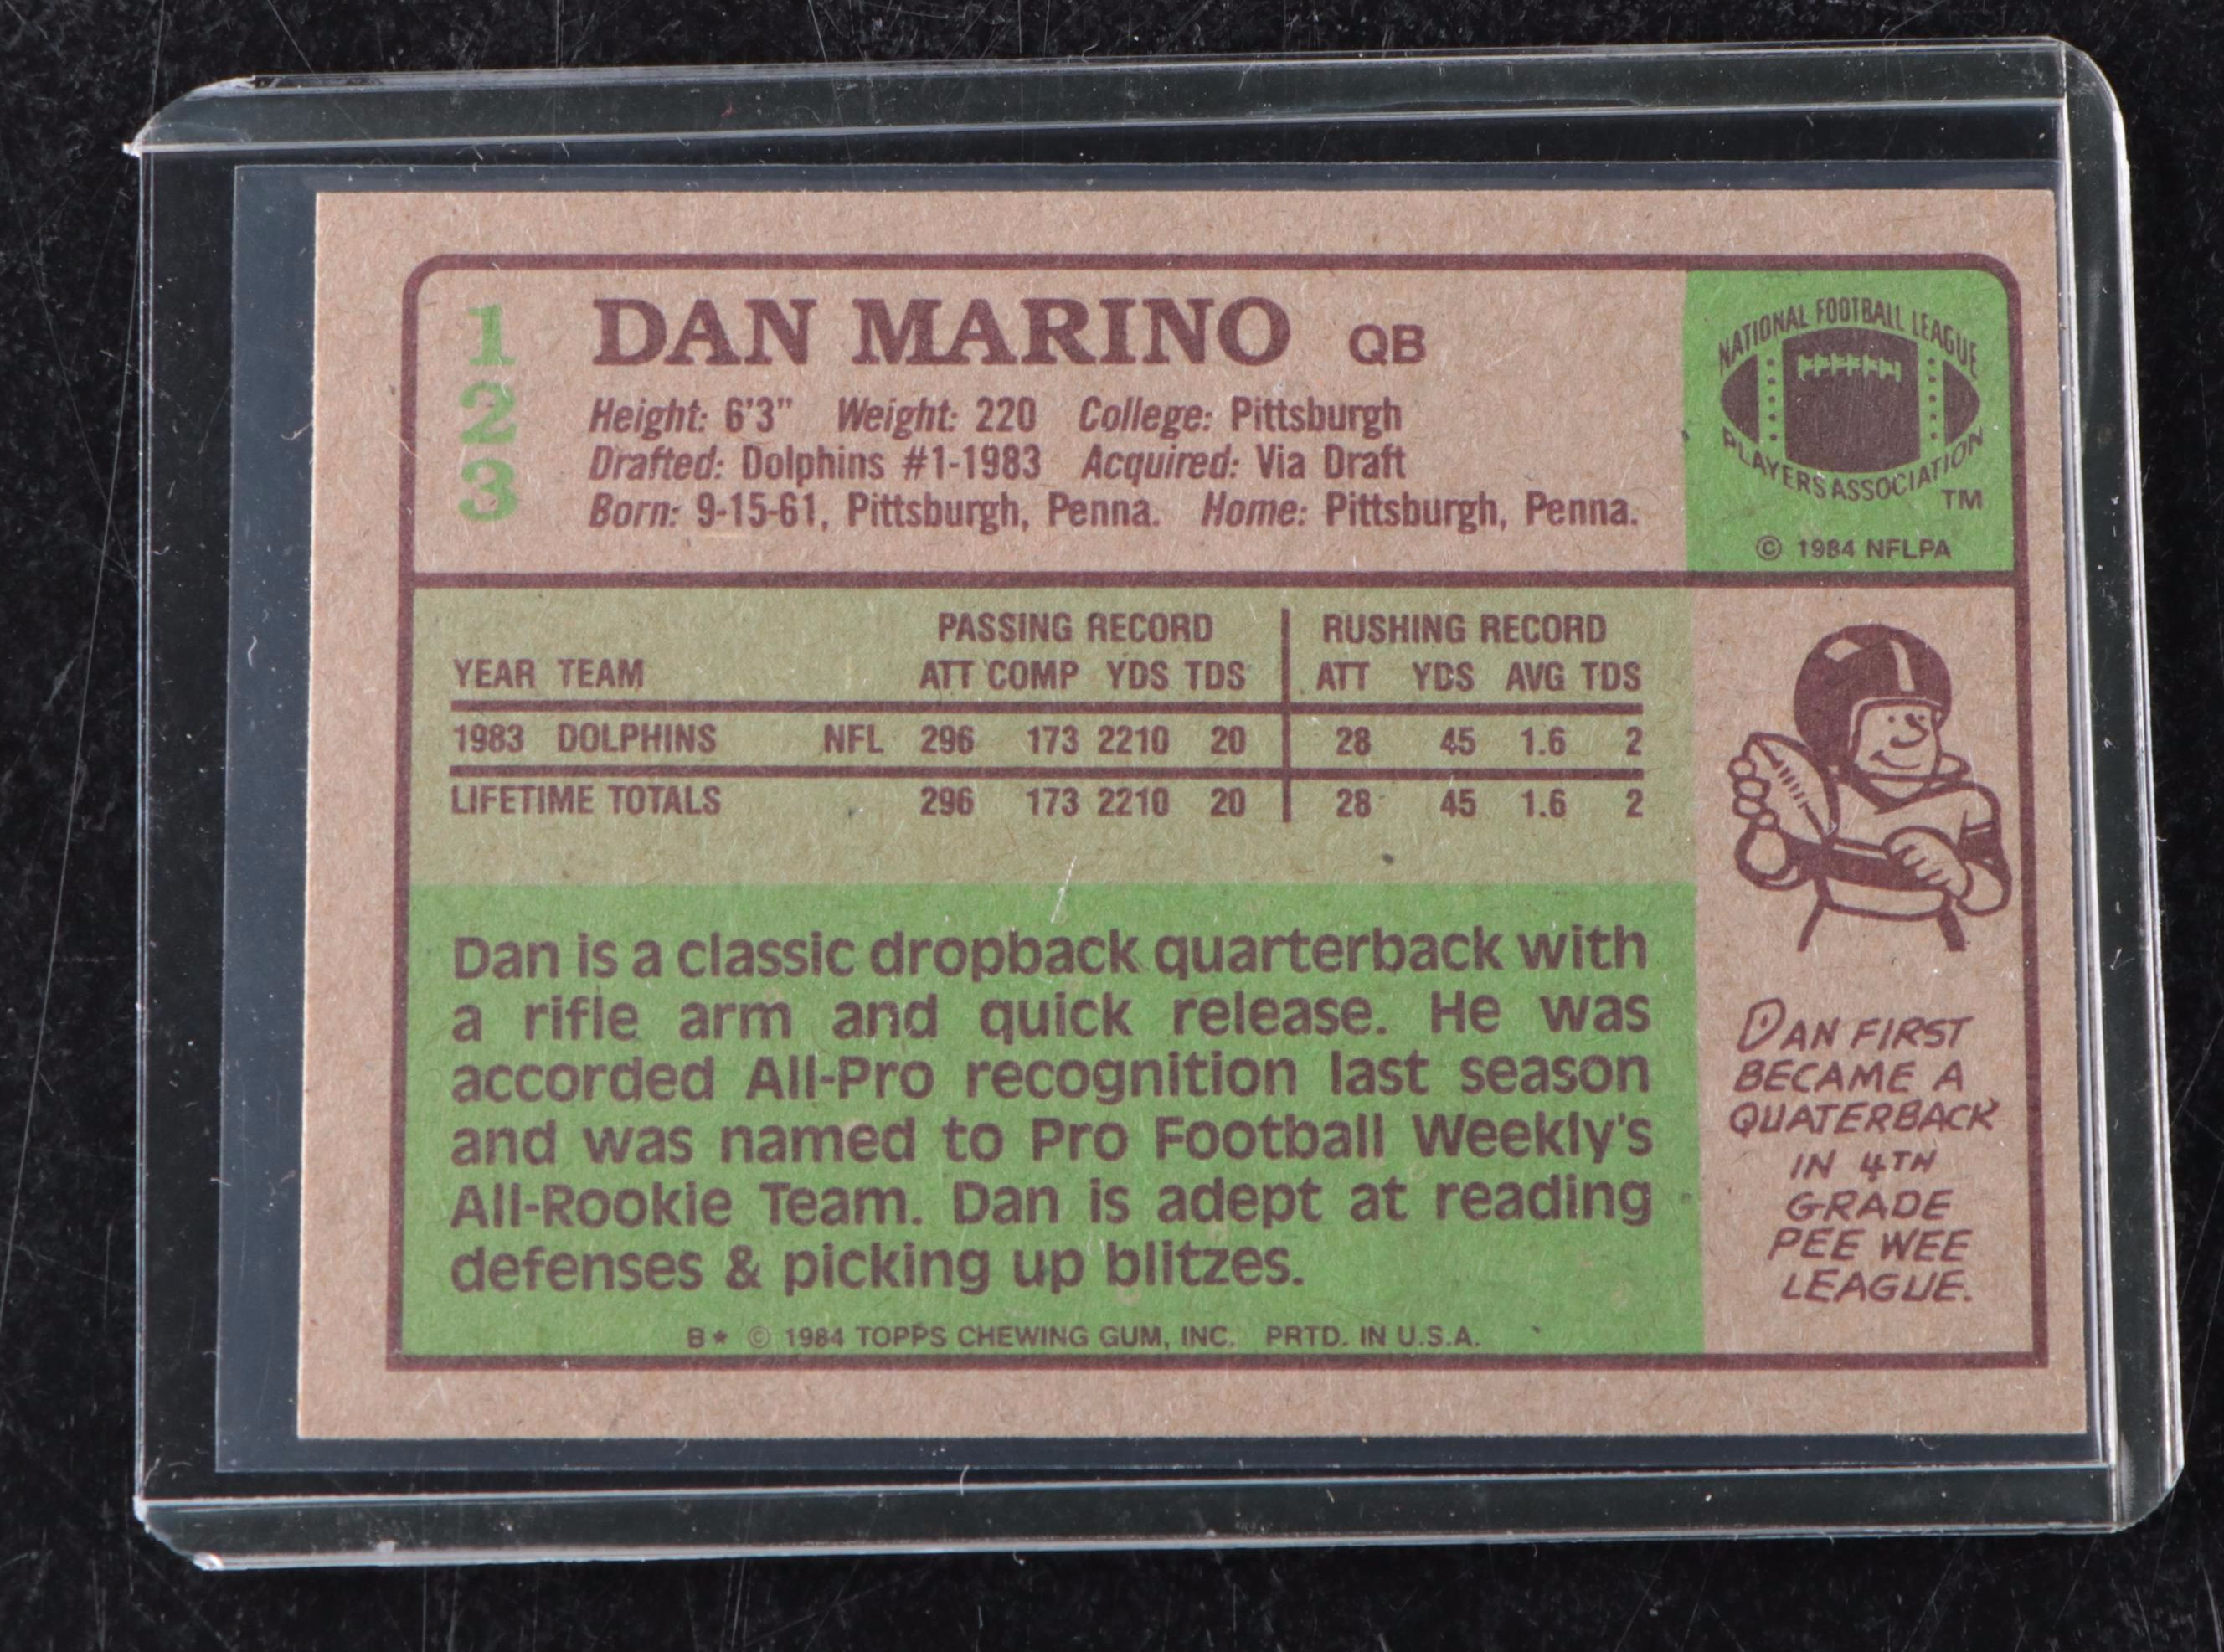 1
2
3
DAN MARINO QB
Height: 6'3" Weight: 220 College: Pittsburgh
Drafted: Dolphins #1-1983 Acquired: Via Draft
Born: 9-15-61, Pittsburgh, Penna. Home: Pittsburgh, Penna.
NATIONAL FOOTBALL LEAGUE
PLAYERS ASSOCIATION
TM
© 1984 NFLPA
PASSING RECORD RUSHING RECORD
YEAR TEAM ATT COMP YDS TDS ATT YDS AVG TDS
1983 DOLPHINS NFL 296 173 2210 20 28 45 1.6 2
LIFETIME TOTALS 296 173 2210 20 28 45 1.6 2
Dan is a classic dropback quarterback with
a rifle arm and quick release. He was
accorded All-Pro recognition last season
and was named to Pro Football Weekly's
All-Rookie Team. Dan is adept at reading
defenses & picking up blitzes.
B★ © 1984 TOPPS CHEWING GUM, INC. PRTD. IN U.S.A.
DAN FIRST
BECAME A
QUATERBACK
IN 4TH
GRADE
PEE WEE
LEAGUE.